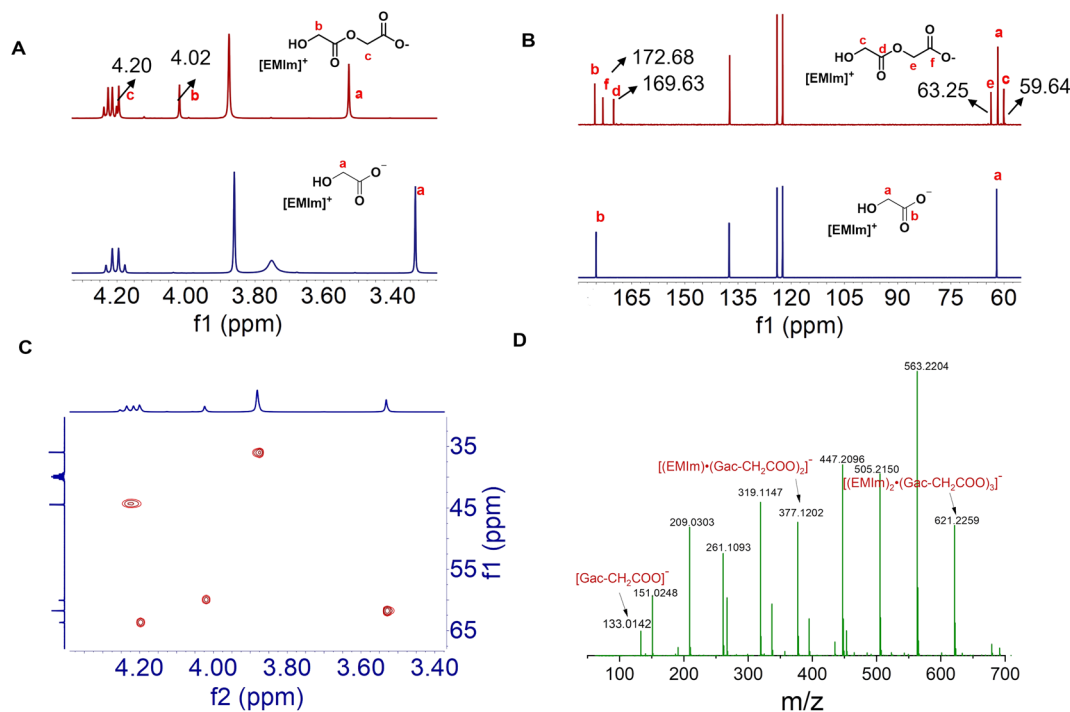 A
b
HO
O
O
O
O-
c
[EMIm]+
4.20
4.02
c
b
a
a
HO
O
O−
[EMIm]+
a
4.20 4.00 3.80 3.60 3.40
f1 (ppm)
B
c
HO
d
O
O
e
f
O
O-
[EMIm]+
b
f
d
172.68
169.63
a
e
c
63.25
59.64
a
HO
b
O
O−
[EMIm]+
b
a
165 150 135 120 105 90 75 60
f1 (ppm)
C
35
45
55
65
f1 (ppm)
4.20 4.00 3.80 3.60 3.40
f2 (ppm)
D
563.2204
[(EMIm)•(Gac-CH2COO)2]-
447.2096
505.2150
[(EMIm)2•(Gac-CH2COO)3]-
319.1147
377.1202
621.2259
209.0303
261.1093
[Gac-CH2COO]-
151.0248
133.0142
100 200 300 400 500 600 700
m/z